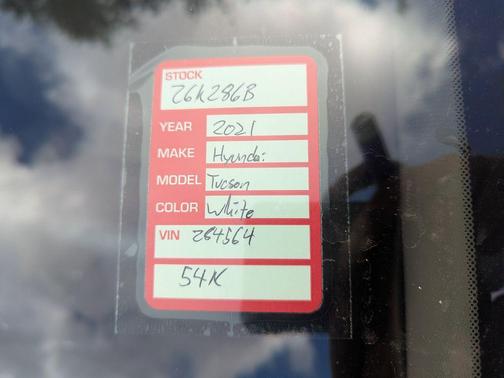 STOCK
26K286B
YEAR 2021
MAKE Hyundai
MODEL Tucson
COLOR White
VIN 284564
54K